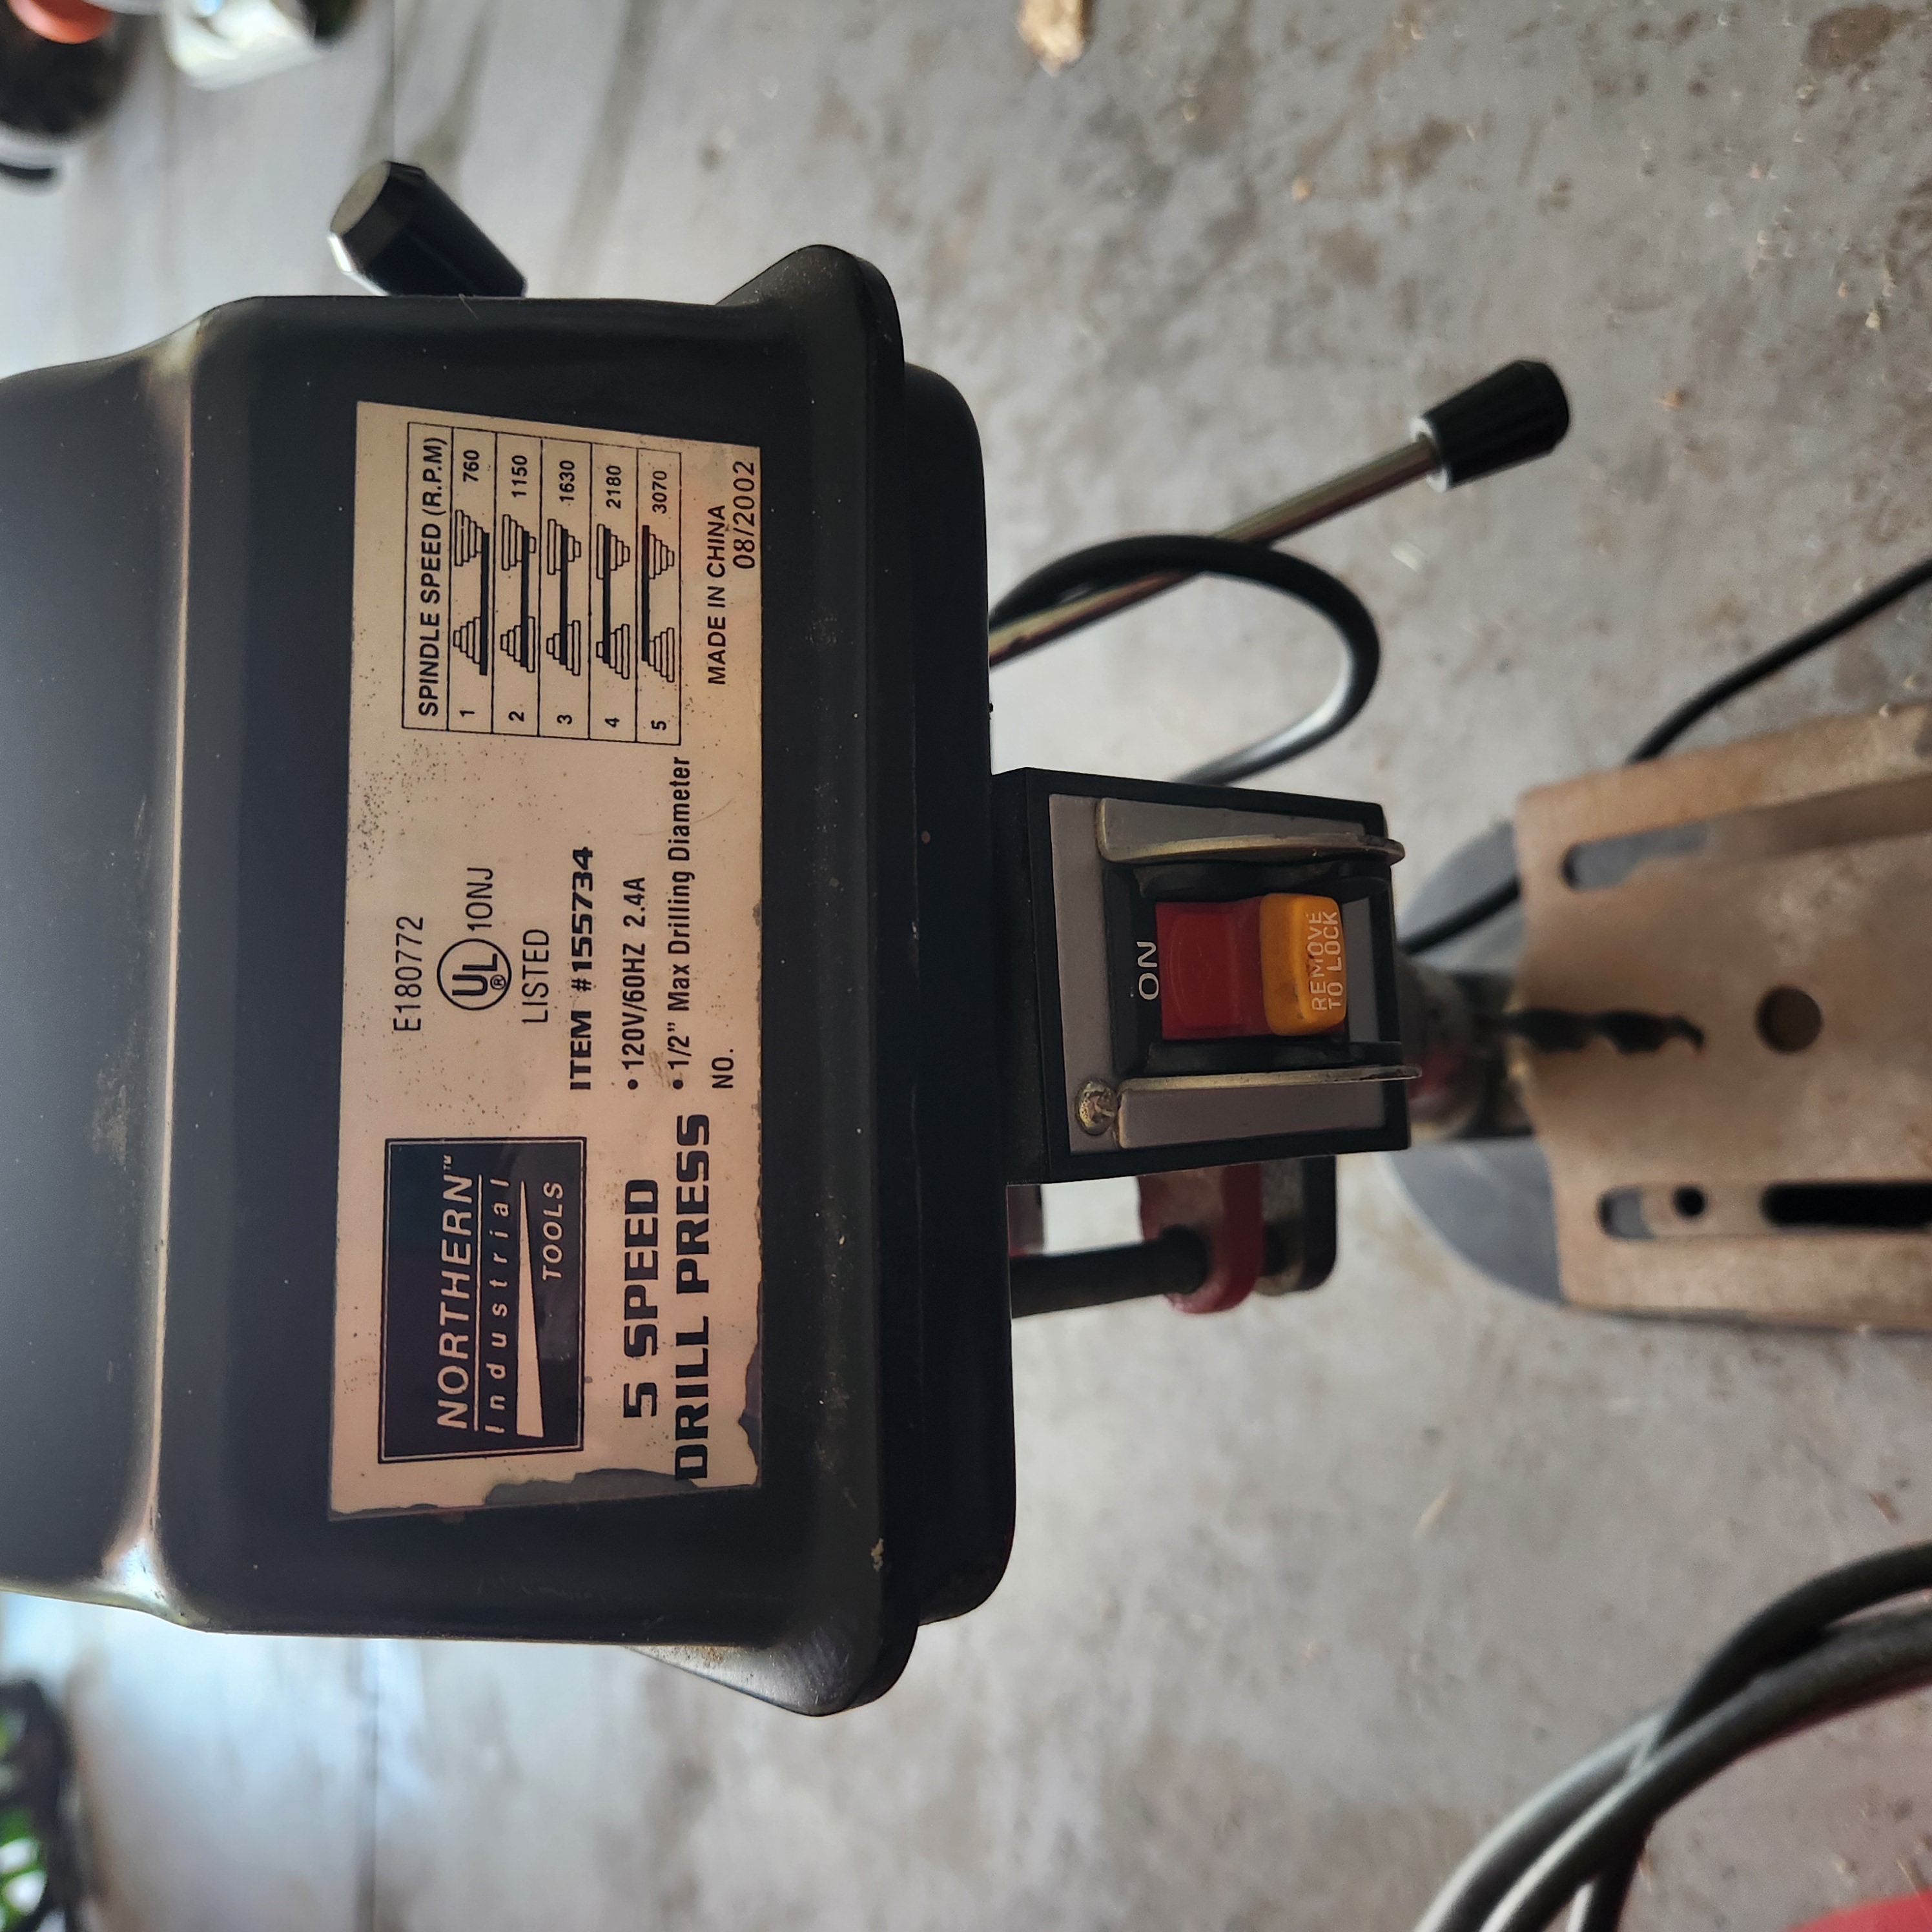 NORTHERN™
Industrial
TOOLS
5 SPEED
DRILL PRESS
E180772
UL® 10NJ
LISTED
ITEM #155734
• 120V/60HZ 2.4A
• 1/2" Max Drilling Diameter
NO.
SPINDLE SPEED (R.P.M)
1 760
2 1150
3 1630
4 2180
5 3070
MADE IN CHINA
08/2002
ON
REMOVE
TO LOCK